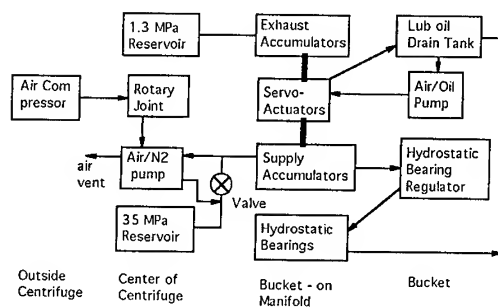 1.3 MPa
Reservoir
Exhaust
Accumulators
Lub oil
Drain Tank
Air Com
pressor
Rotary
Joint
Servo-
Actuators
Air/Oil
Pump
air
vent
Air/N2
pump
Supply
Accumulators
Hydrostatic
Bearing
Regulator
Valve
35 MPa
Reservoir
Hydrostatic
Bearings
Outside
Centrifuge
Center of
Centrifuge
Bucket - on
Manifold
Bucket